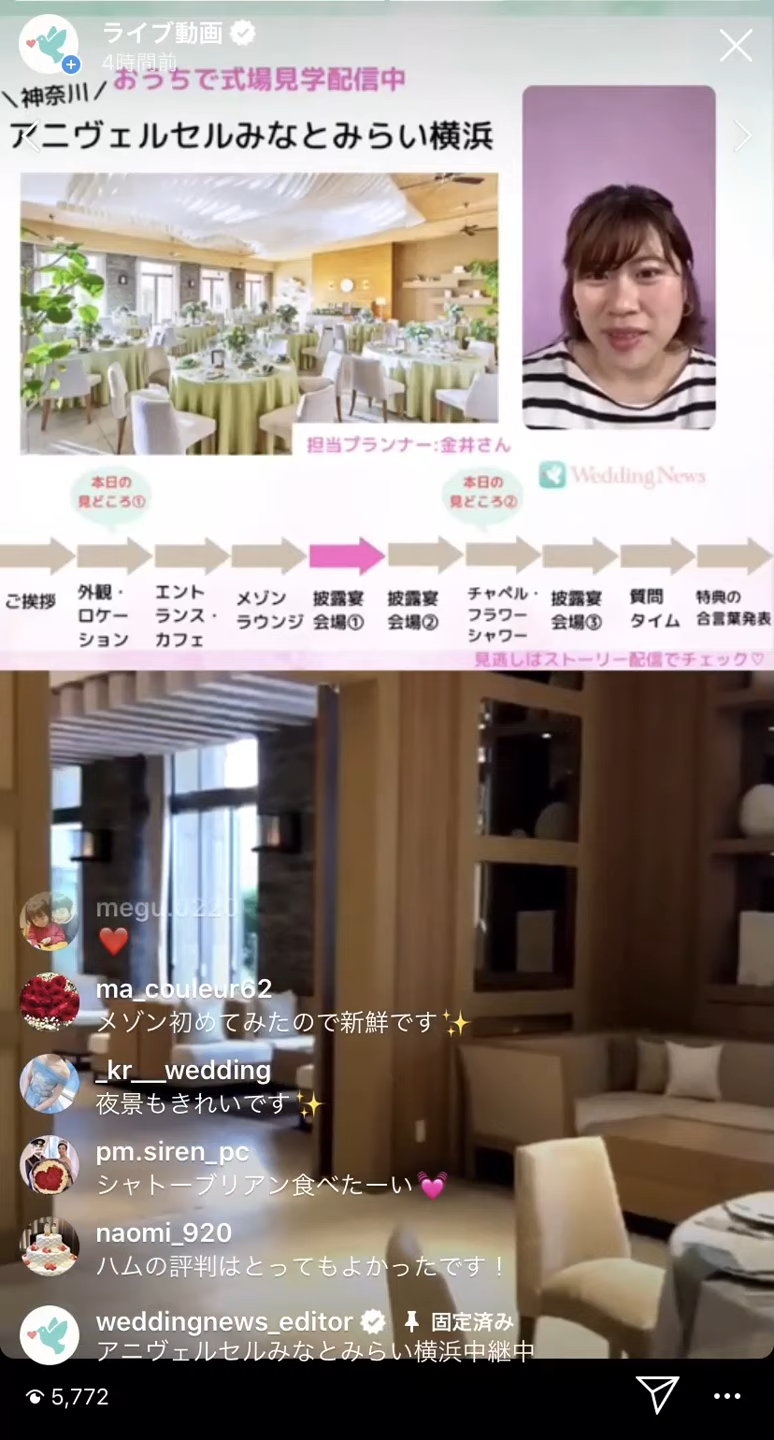 ライブ動画
4時間前
おうちで式場見学配信中
\神奈川/
アニヴェルセルみなとみらい横浜
担当プランナー:金井さん
WeddingNews
本日の
見どころ①
本日の
見どころ②
ご挨拶
外観・
ロケー
ション
エント
ランス・
カフェ
メゾン
ラウンジ
披露宴
会場①
披露宴
会場②
チャペル・
フラワー
シャワー
披露宴
会場③
質問
タイム
特典の
合言葉発表
見逃しはストーリー配信でチェック♡
megu.0220
❤️
ma_couleur62
メゾン初めてみたので新鮮です✨
_kr___wedding
夜景もきれいです✨
pm.siren_pc
シャトーブリアン食べたーい💓
naomi_920
ハムの評判はとってもよかったです！
weddingnews_editor 固定済み
アニヴェルセルみなとみらい横浜中継中
5,772